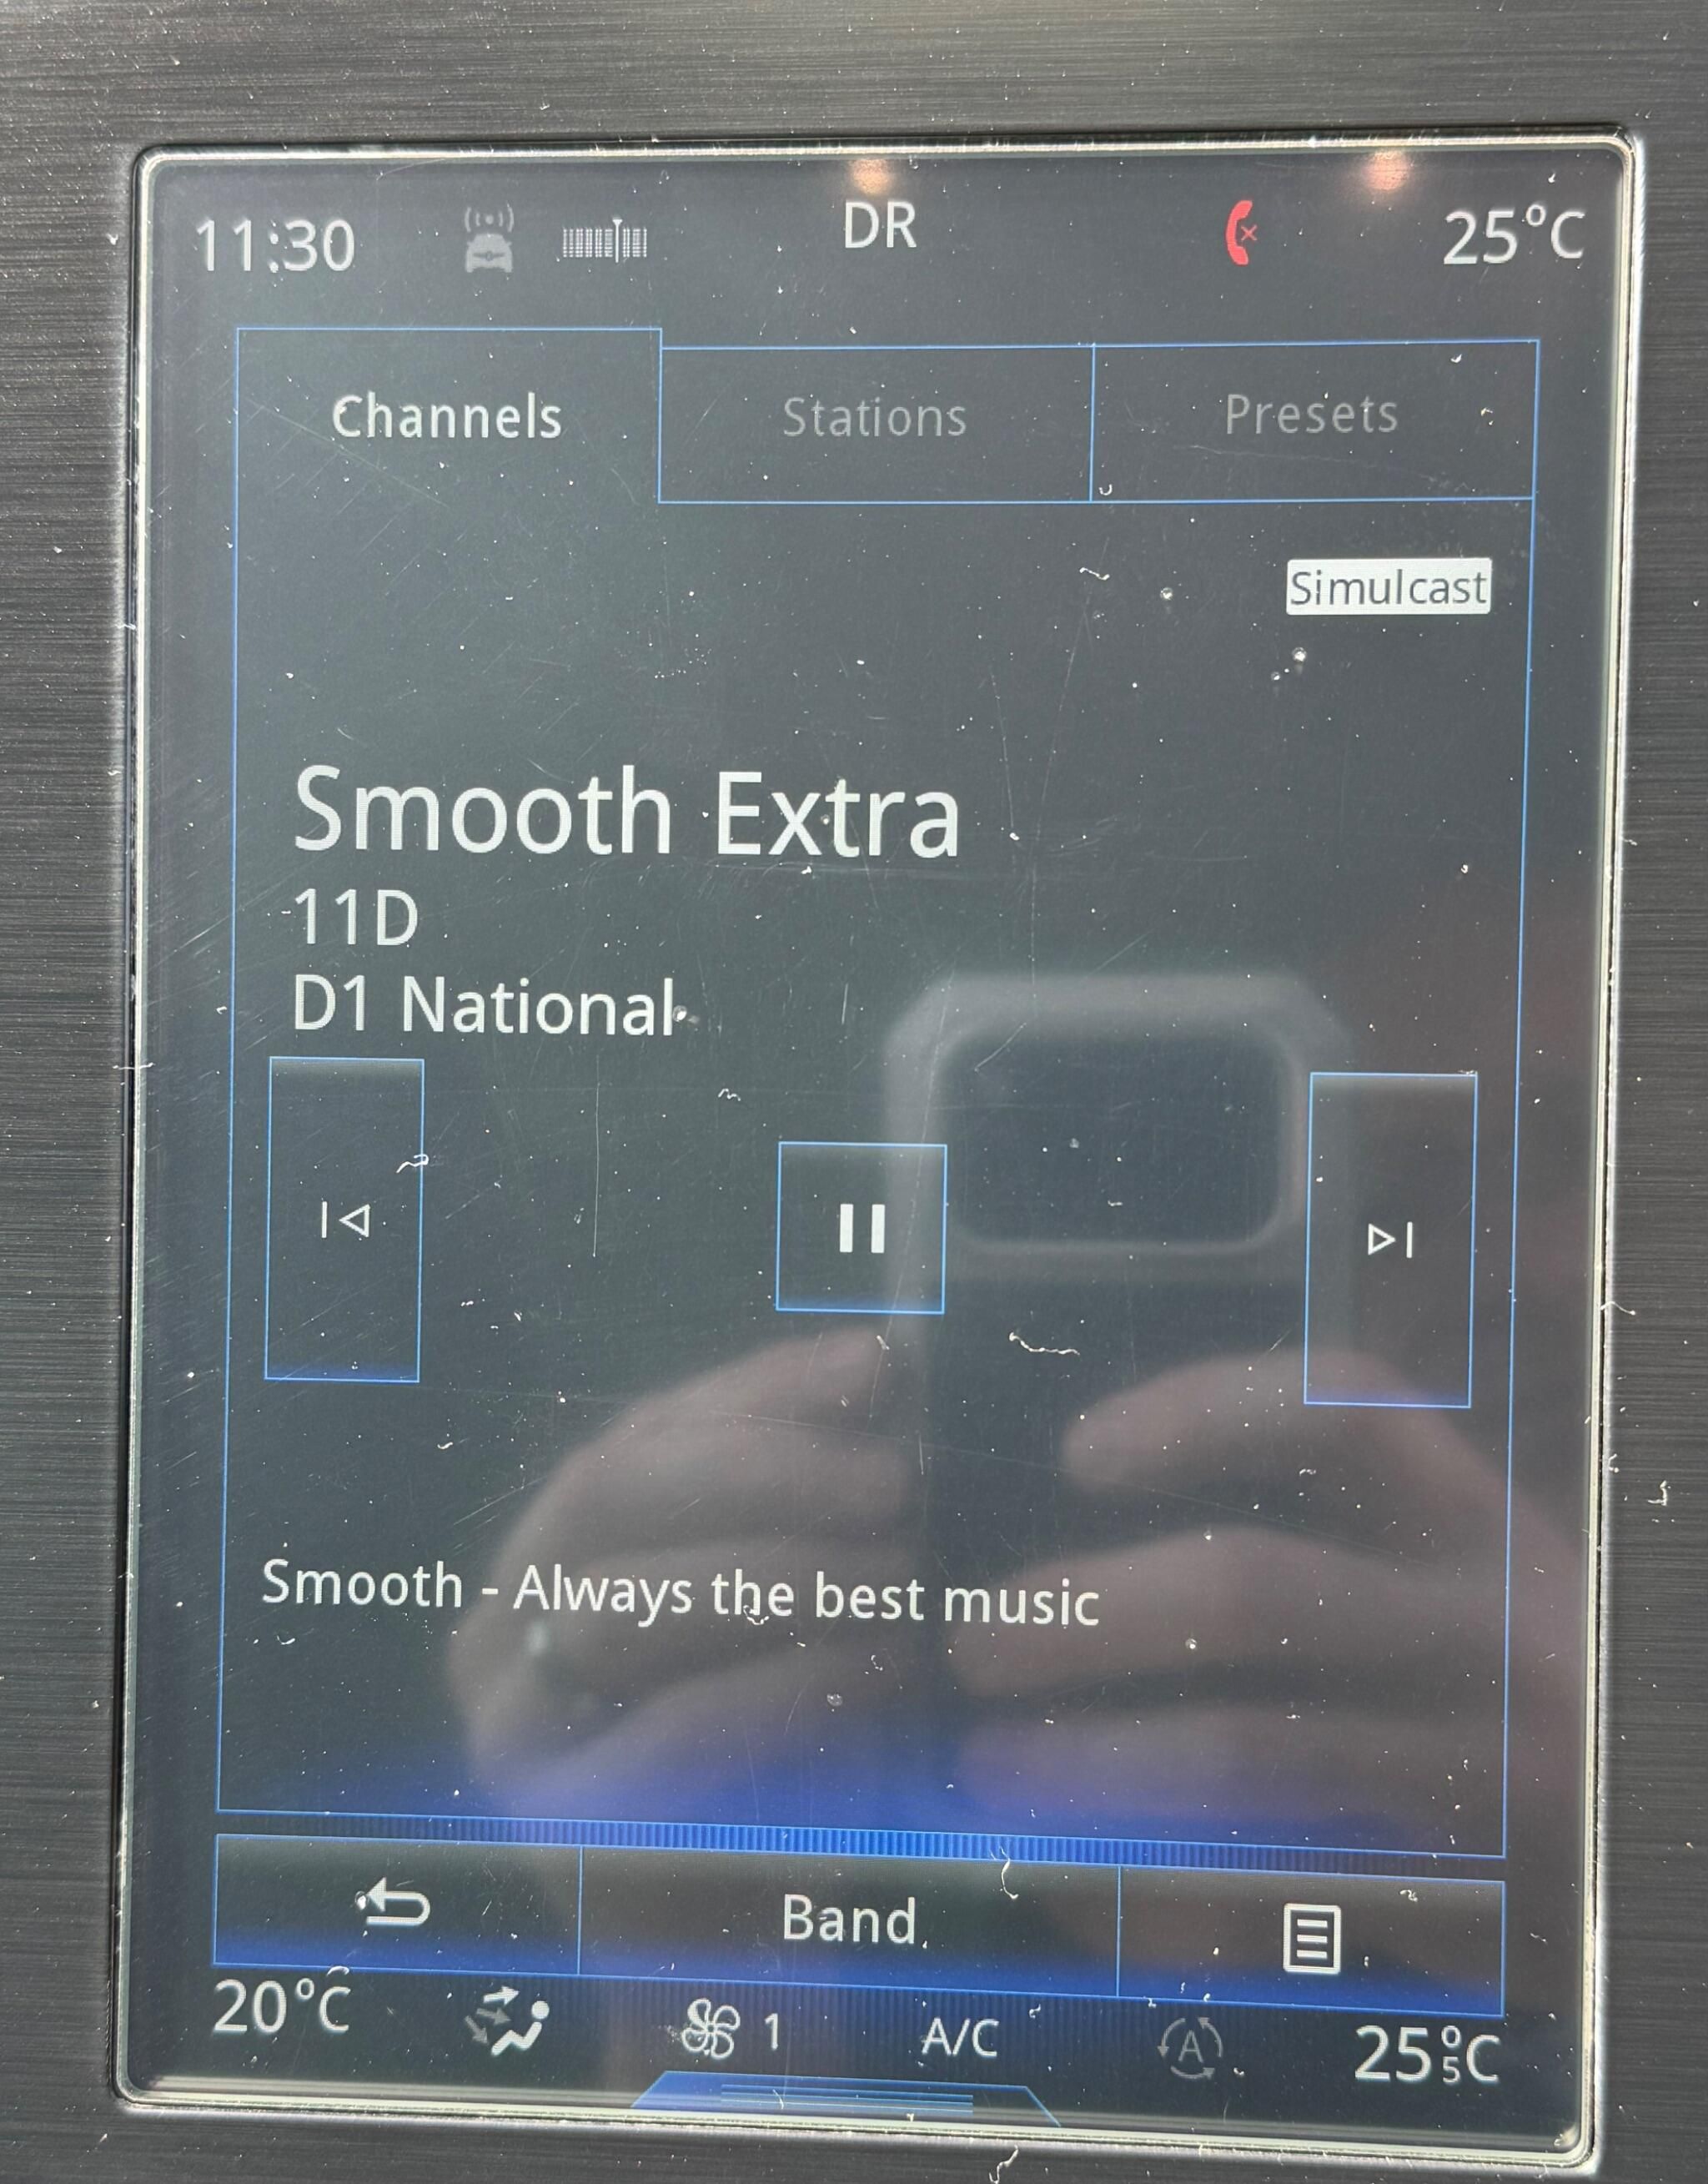 11:30 DR 25°C
Channels Stations Presets
Simulcast
Smooth Extra
11D
D1 National
Smooth - Always the best music
Band
20°C 1 A/C A 25.5°C